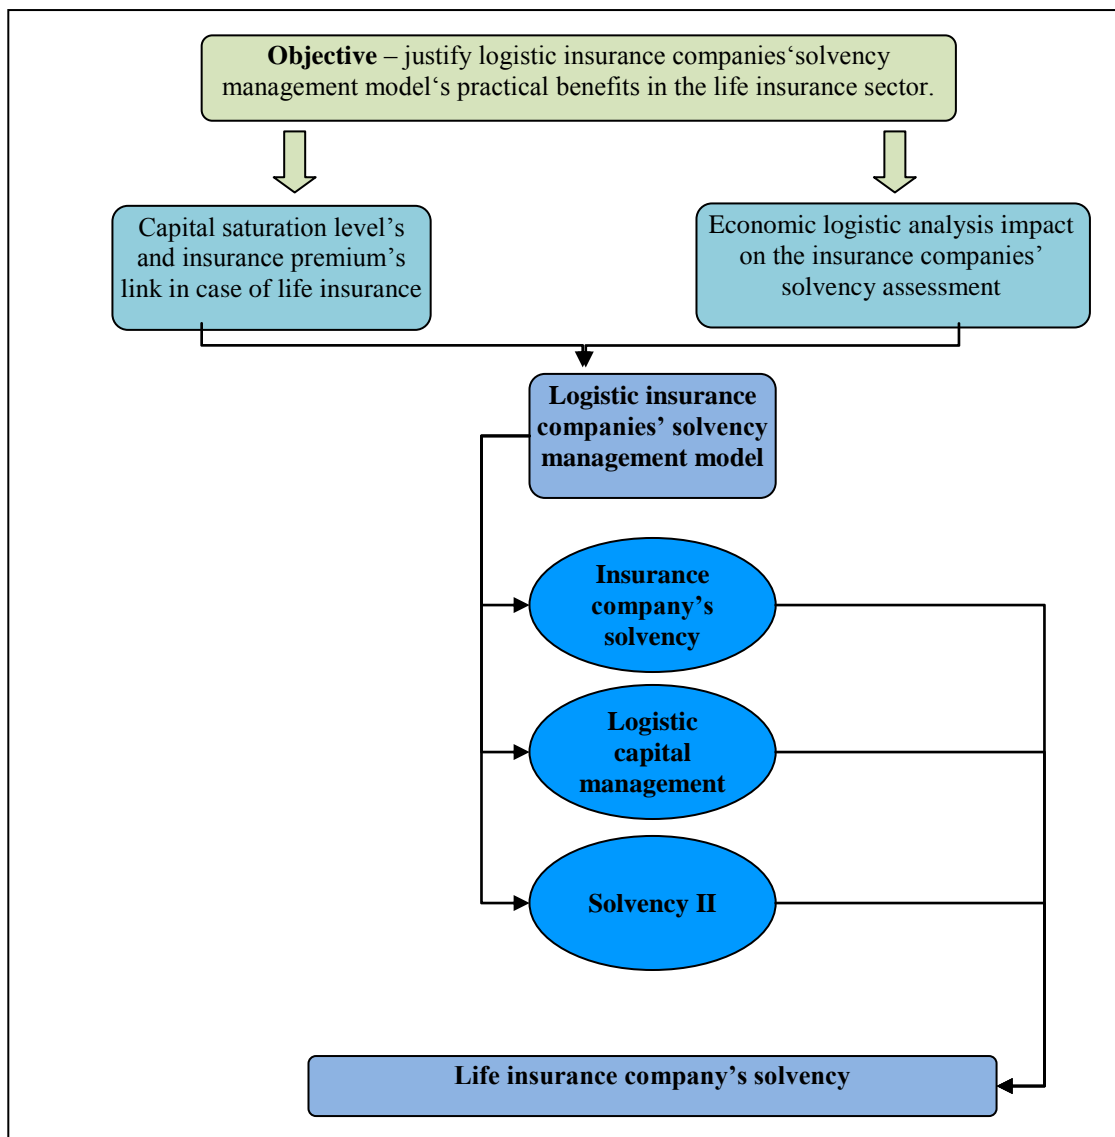 Objective – justify logistic insurance companies‘solvency
management model‘s practical benefits in the life insurance sector.
Capital saturation level’s
and insurance premium’s
link in case of life insurance
Economic logistic analysis impact
on the insurance companies’
solvency assessment
Logistic insurance
companies’ solvency
management model
Insurance
company’s
solvency
Logistic
capital
management
Solvency II
Life insurance company’s solvency